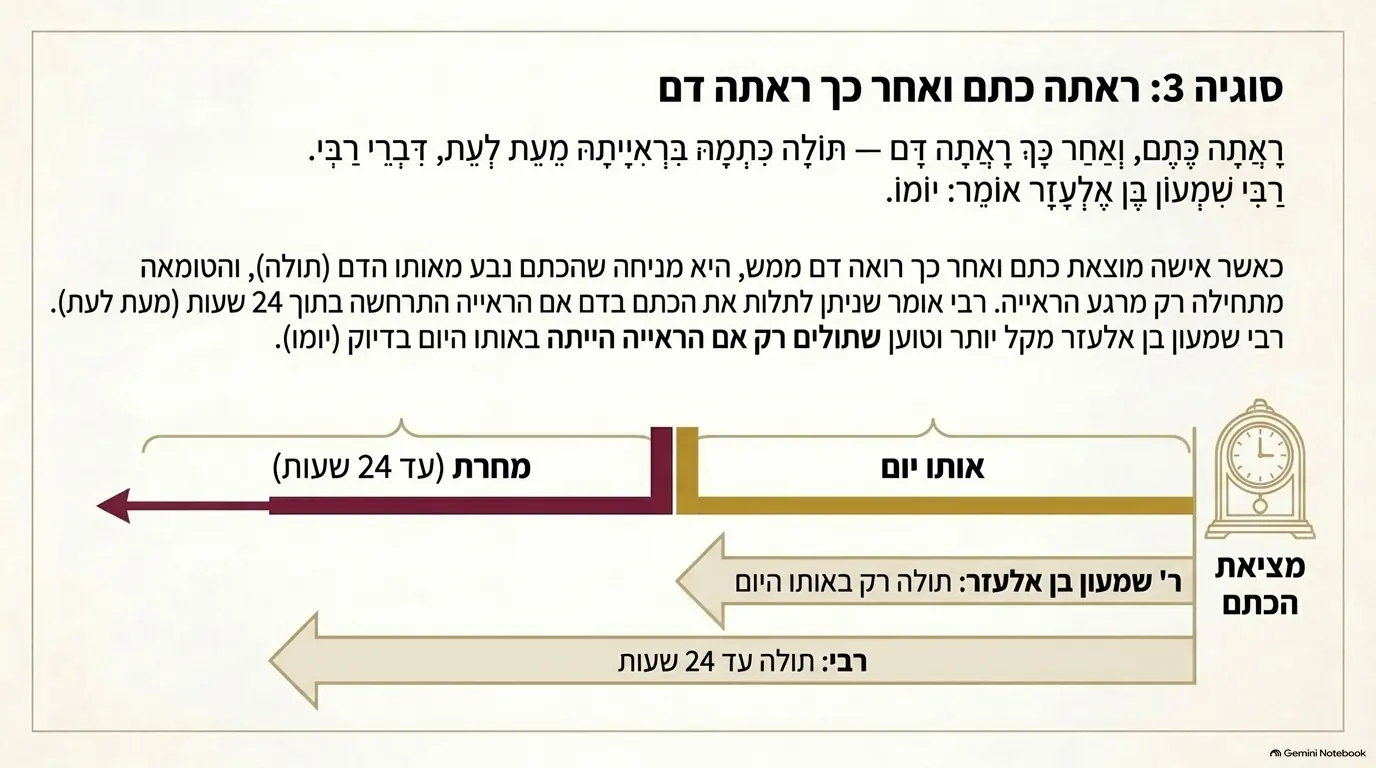 סוגיה 3: ראתה כתם ואחר כך ראתה דם
רָאֲתָה כֶּתֶם, וְאַחַר כָּךְ רָאֲתָה דָּם — תּוֹלָה כִּתְמָהּ בִּרְאִיָּיתָהּ מֵעֵת לְעֵת, דִּבְרֵי רַבִּי.
רַבִּי שִׁמְעוֹן בֶּן אֶלְעָזָר אוֹמֵר: יוֹמוֹ.
כאשר אישה מוצאת כתם ואחר כך רואה דם ממש, היא מניחה שהכתם נבע מאותו הדם (תולה), והטומאה
מתחילה רק מרגע הראייה. רבי אומר שניתן לתלות את הכתם בדם אם הראייה התרחשה בתוך 24 שעות (מעת לעת).
רבי שמעון בן אלעזר מקל יותר וטוען שתולים רק אם הראייה הייתה באותו היום בדיוק (יומו).
אותו יום
מחרת (עד 24 שעות)
מציאת
הכתם
ר' שמעון בן אלעזר: תולה רק באותו היום
רבי: תולה עד 24 שעות
Gemini Notebook